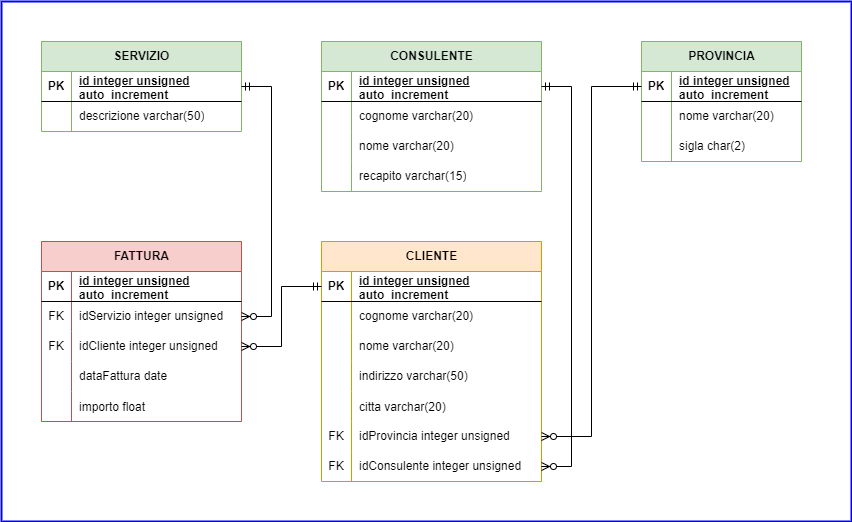 SERVIZIO
PK id integer unsigned
auto_increment
descrizione varchar(50)
CONSULENTE
PK id integer unsigned
auto_increment
cognome varchar(20)
nome varchar(20)
recapito varchar(15)
PROVINCIA
PK id integer unsigned
auto_increment
nome varchar(20)
sigla char(2)
FATTURA
PK id integer unsigned
auto_increment
FK idServizio integer unsigned
FK idCliente integer unsigned
dataFattura date
importo float
CLIENTE
PK id integer unsigned
auto_increment
cognome varchar(20)
nome varchar(20)
indirizzo varchar(50)
citta varchar(20)
FK idProvincia integer unsigned
FK idConsulente integer unsigned